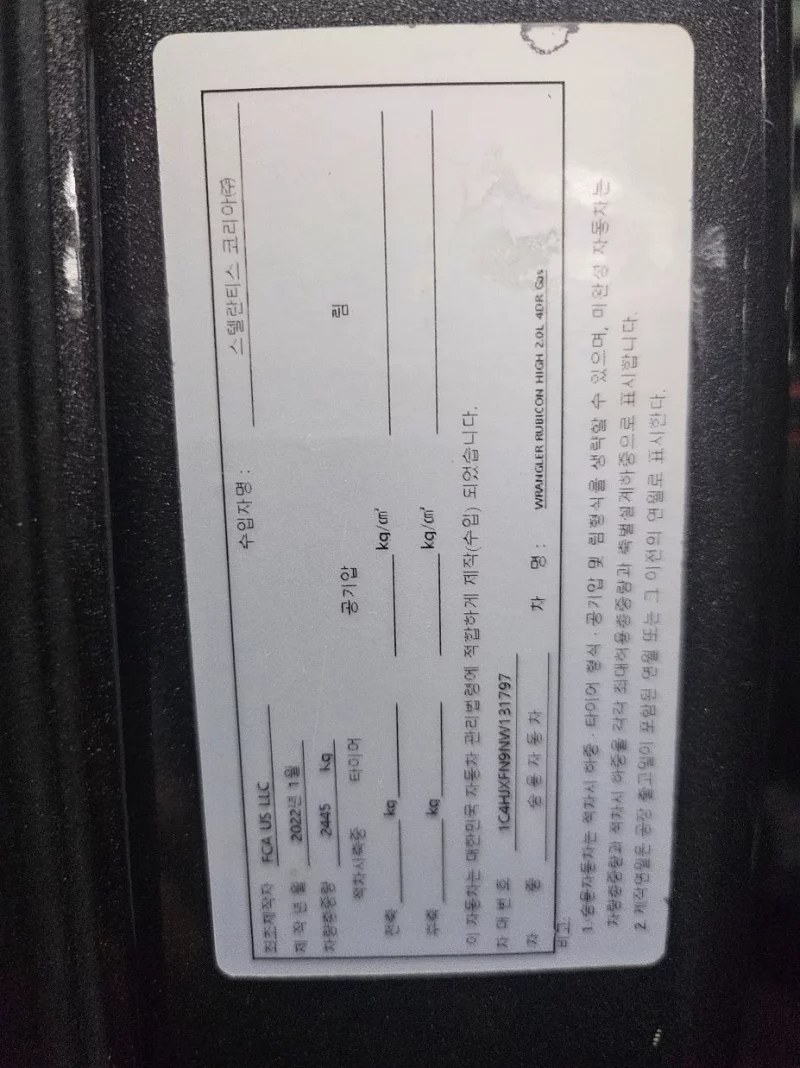 최초제작자 FCA US LLC 수입자명 : 스텔란티스 코리아㈜
제 작 년 월 2022년 1월
차량총중량 2445 kg
적차시축중 타이어 공기압 림
전축 kg kg/㎠
후축 kg kg/㎠
이 자동차는 대한민국 자동차 관리법령에 적합하게 제작(수입) 되었습니다.
차 대 번 호 1C4HJXFN9NW131797
차 종 승 용 자 동 차 차 명 : WRANGLER RUBICON HIGH 2.0L 4DR Gas
비고:
1. 승용자동차는 적차시 하중 · 타이어 형식 · 공기압 및 림형식을 생략할 수 있으며, 미완성 자동차는
차량총중량과 적차시 하중을 각각 최대허용총중량과 축별설계하중으로 표시합니다.
2. 제작연월은 공장 출고일이 포함된 연월 또는 그 이전의 연월로 표시한다.